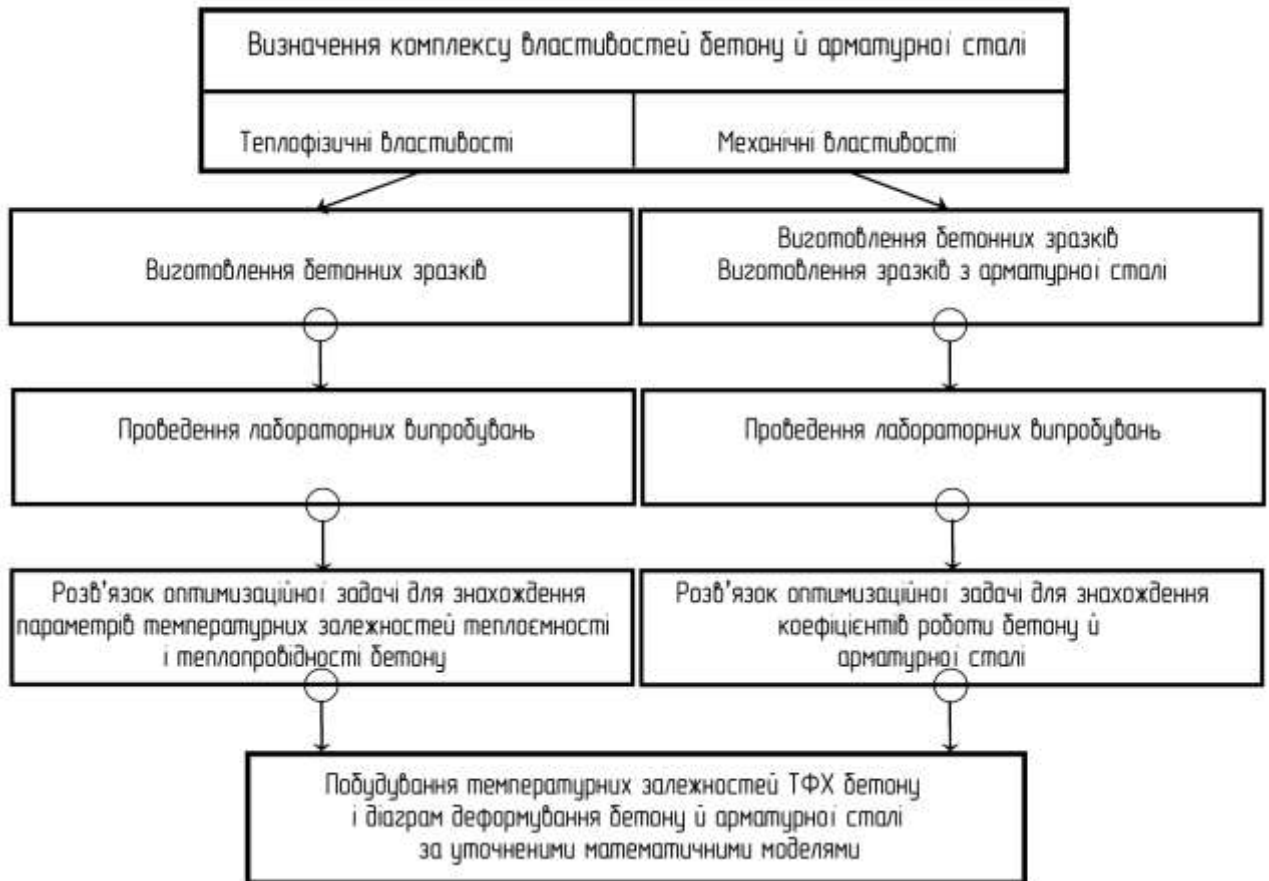 Визначення комплексу властивостей бетону й арматурної сталі
Теплофізичні властивості
Механічні властивості
Виготовлення бетонних зразків
Виготовлення бетонних зразків
Виготовлення зразків з арматурної сталі
Проведення лабораторних випробувань
Проведення лабораторних випробувань
Розв'язок оптимизаційної задачі для знахождення
параметрів температурних залежностей теплоємності
і теплопровідності бетону
Розв'язок оптимизаційної задачі для знахождення
коефіцієнтів роботи бетону й
арматурної сталі
Побудування температурних залежностей ТФХ бетону
і діаграм деформування бетону й арматурної сталі
за уточненими математичними моделями